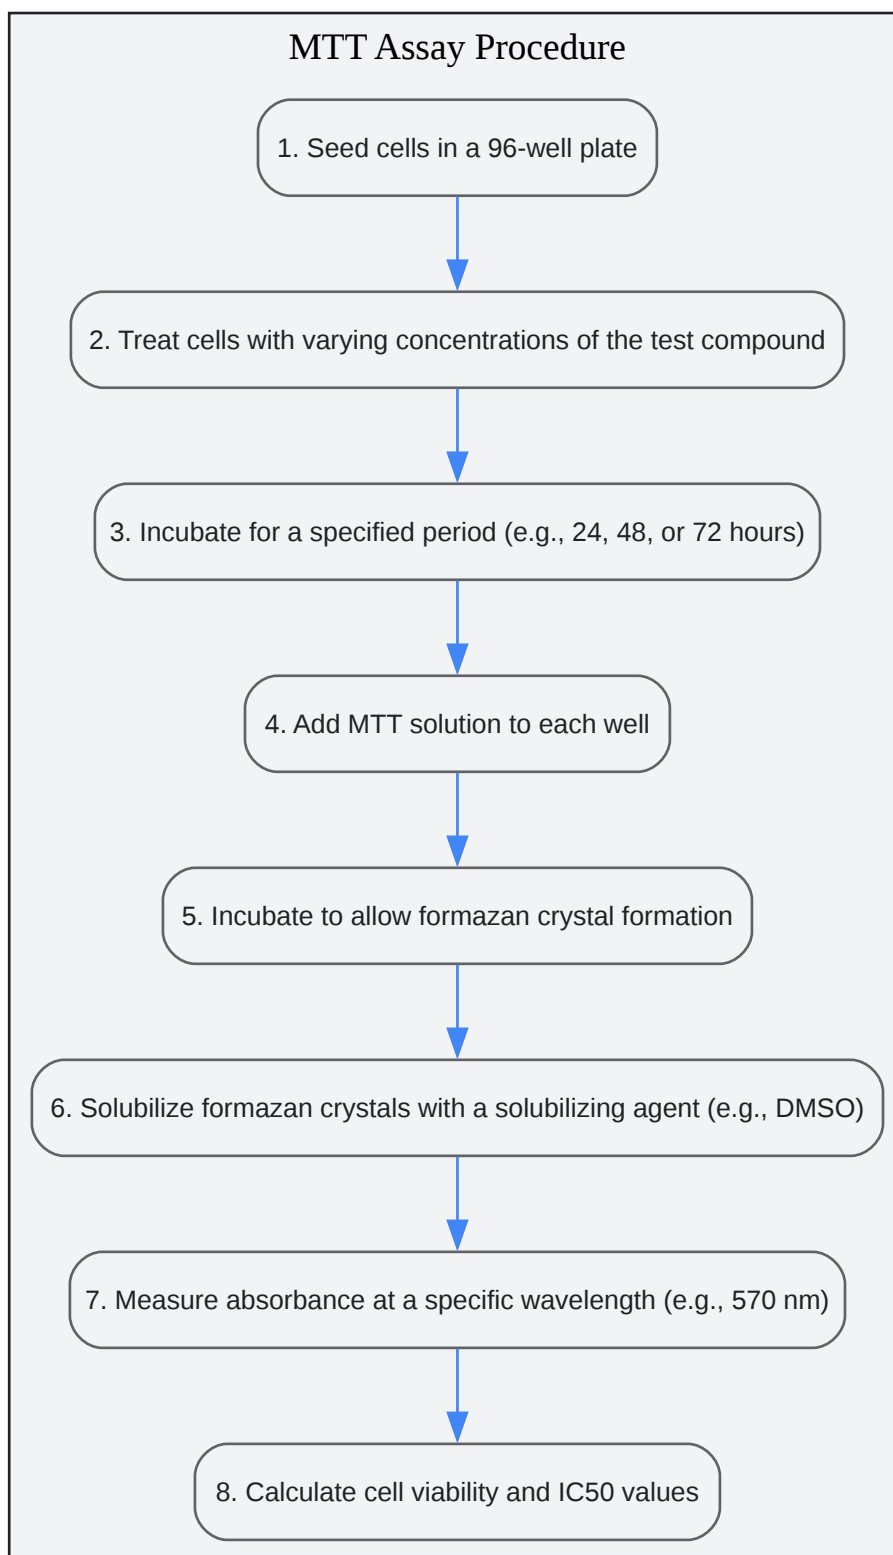 MTT Assay Procedure
1. Seed cells in a 96-well plate
2. Treat cells with varying concentrations of the test compound
3. Incubate for a specified period (e.g., 24, 48, or 72 hours)
4. Add MTT solution to each well
5. Incubate to allow formazan crystal formation
6. Solubilize formazan crystals with a solubilizing agent (e.g., DMSO)
7. Measure absorbance at a specific wavelength (e.g., 570 nm)
8. Calculate cell viability and IC50 values